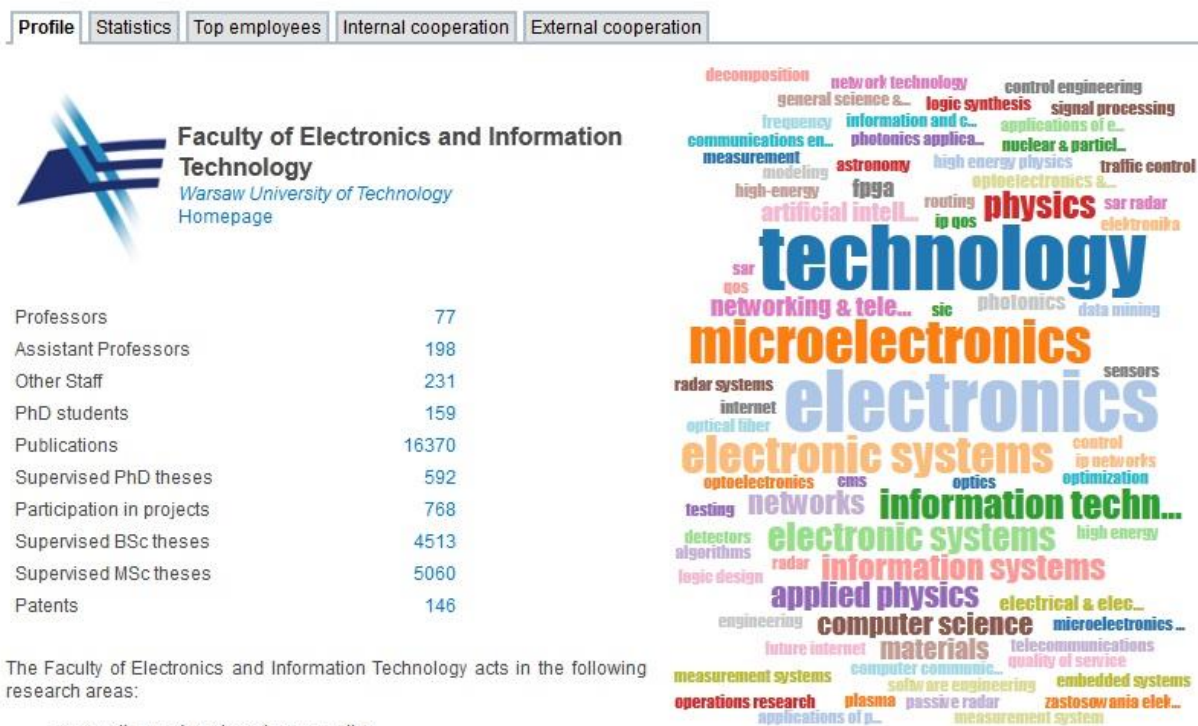 Profile Statistics Top employees Internal cooperation External cooperation
Faculty of Electronics and Information
Technology
Warsaw University of Technology
Homepage
Professors 77
Assistant Professors 198
Other Staff 231
PhD students 159
Publications 16370
Supervised PhD theses 592
Participation in projects 768
Supervised BSc theses 4513
Supervised MSc theses 5060
Patents 146
The Faculty of Electronics and Information Technology acts in the following
research areas:
decomposition
network technology
control engineering
general science &...
logic synthesis
signal processing
frequency
information and c...
applications of e...
communications en...
photonics applica...
nuclear & particl...
measurement
modeling
astronomy
high energy physics
traffic control
optoelectronics &...
high-energy
fpga
routing
physics
sar radar
artificial intell...
ip qos
elektronika
technology
sar
qos
networking & tele...
sic
photonics
data mining
microelectronics
sensors
radar systems
electronics
internet
optical fiber
electronic systems
control
ip networks
optoelectronics
cms
optics
optimization
testing
networks
information techn...
detectors
electronic systems
high energy
algorithms
radar
information systems
logic design
applied physics
electrical & elec...
engineering
computer science
microelectronics ...
future internet
materials
telecommunications
quality of service
measurement systems
computer communic...
software engineering
embedded systems
operations research
plasma
passive radar
zastosowania elek...
applications of p...
measurement system